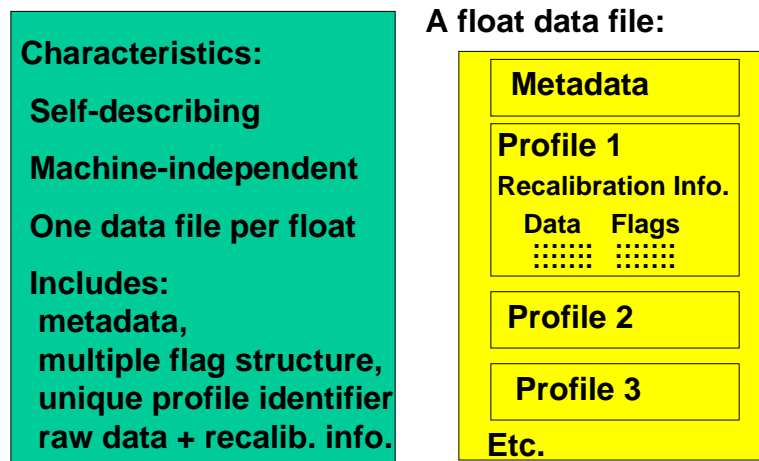 Characteristics:
Self-describing
Machine-independent
One data file per float
Includes:
metadata,
multiple flag structure,
unique profile identifier
raw data + recalib. info.
A float data file:
Metadata
Profile 1
Recalibration Info.
Data Flags
Profile 2
Profile 3
Etc.